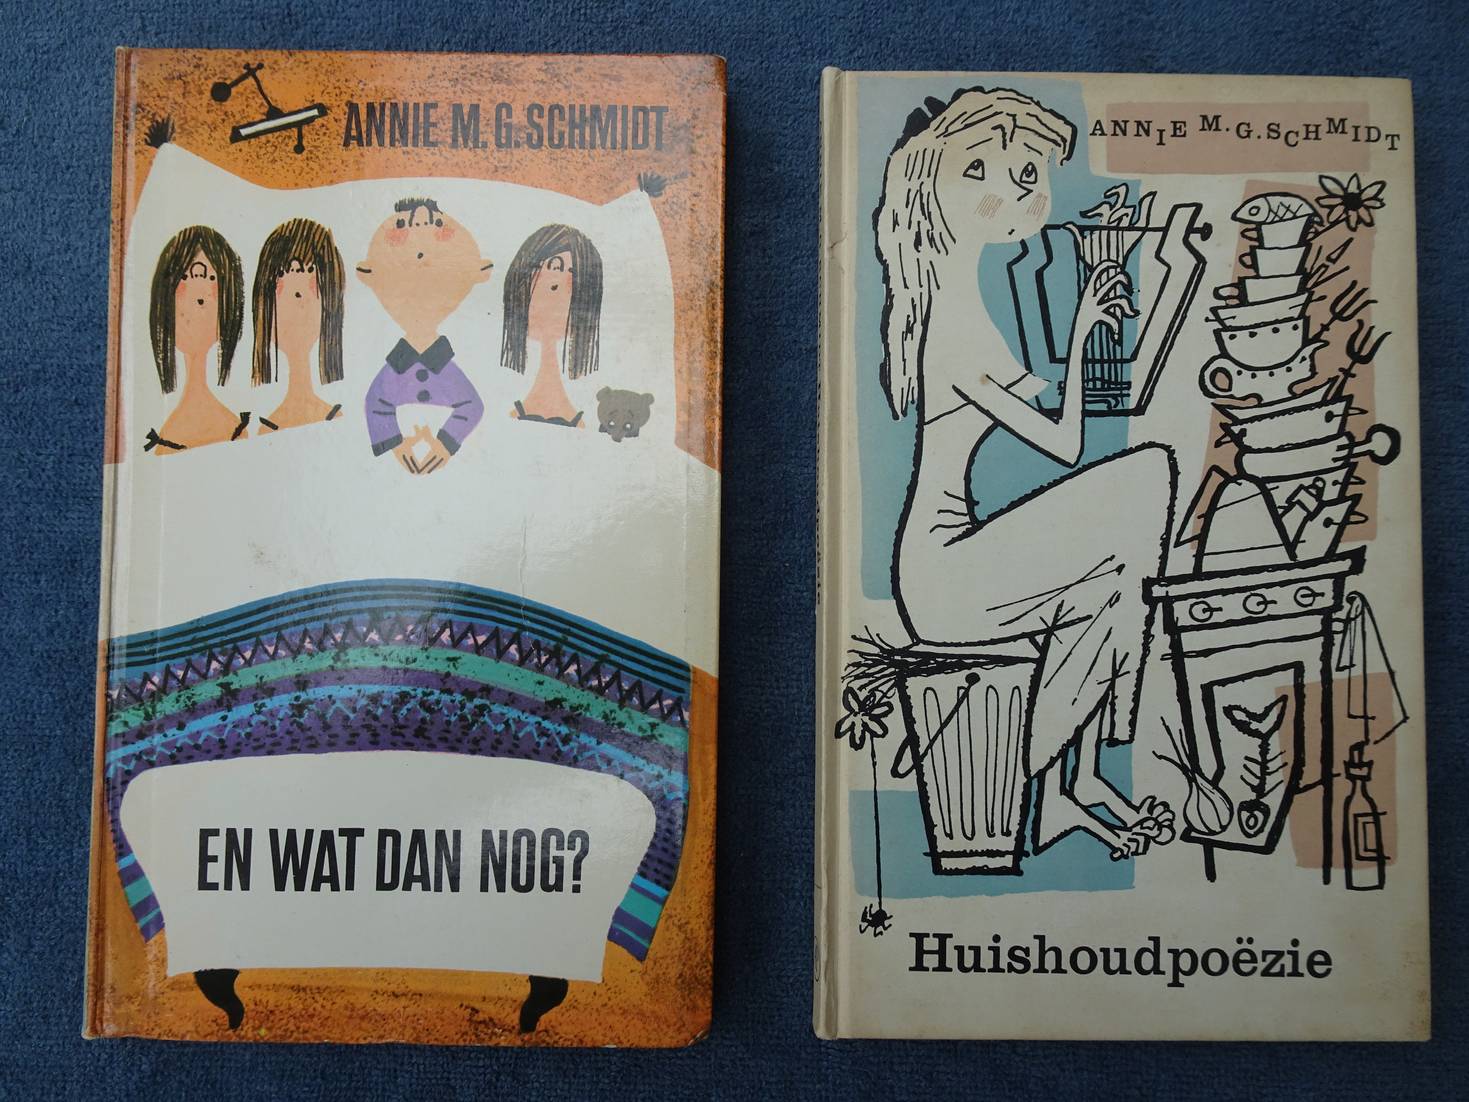 ANNIE M. G. SCHMIDT
EN WAT DAN NOG?
ANNIE M. G. SCHMIDT
Huishoudpoëzie